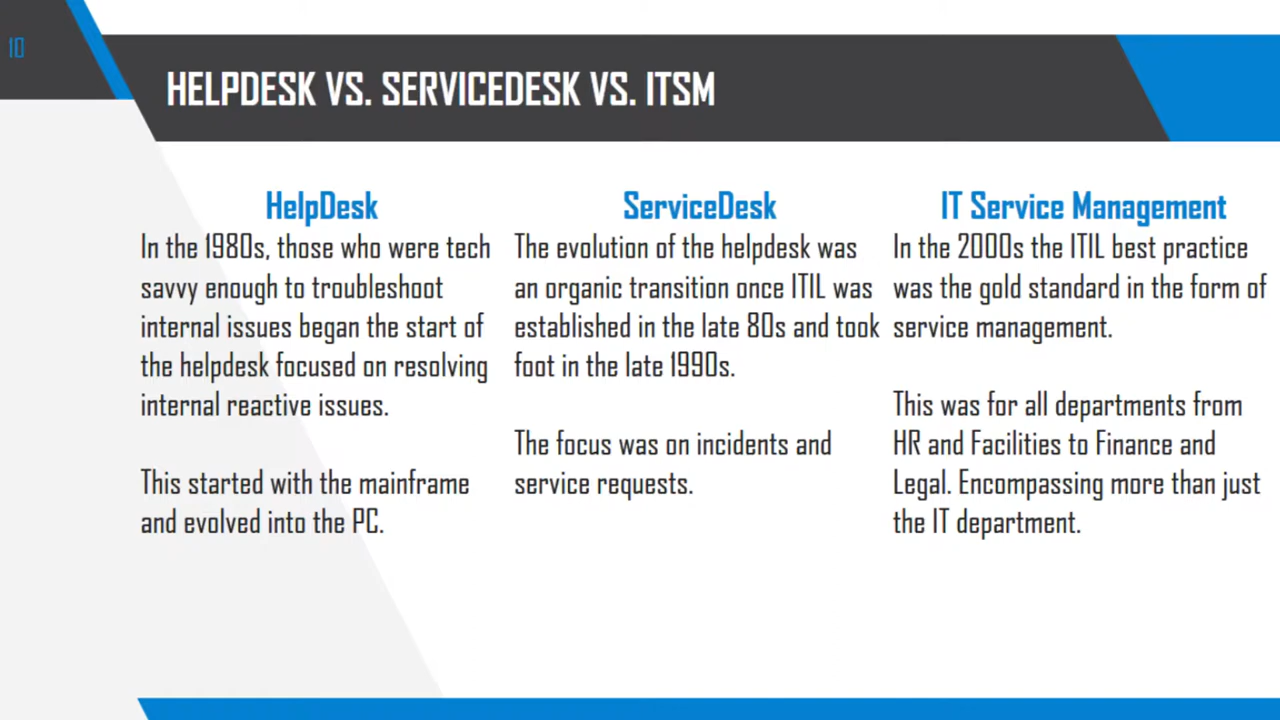 10
HELPDESK VS. SERVICEDESK VS. ITSM
HelpDesk
In the 1980s, those who were tech
savvy enough to troubleshoot
internal issues began the start of
the helpdesk focused on resolving
internal reactive issues.
This started with the mainframe
and evolved into the PC.
ServiceDesk
The evolution of the helpdesk was
an organic transition once ITIL was
established in the late 80s and took
foot in the late 1990s.
The focus was on incidents and
service requests.
IT Service Management
In the 2000s the ITIL best practice
was the gold standard in the form of
service management.
This was for all departments from
HR and Facilities to Finance and
Legal. Encompassing more than just
the IT department.